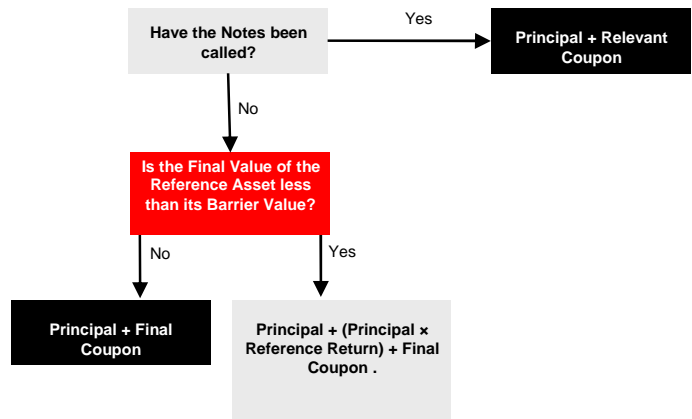 Have the Notes been
called?
Yes
Principal + Relevant
Coupon
No
Is the Final Value of the
Reference Asset less
than its Barrier Value?
No
Yes
Principal + Final
Coupon
Principal + (Principal ×
Reference Return) + Final
Coupon .